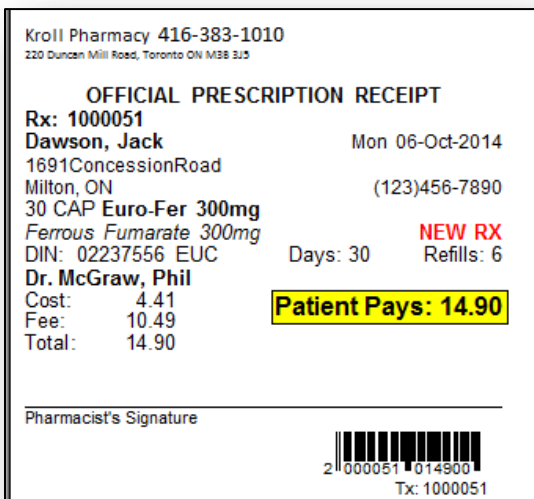 Kroll Pharmacy 416-383-1010
220 Duncan Mill Road, Toronto ON M3B 3J5
OFFICIAL PRESCRIPTION RECEIPT
Rx: 1000051
Dawson, Jack Mon 06-Oct-2014
1691ConcessionRoad
Milton, ON (123)456-7890
30 CAP Euro-Fer 300mg
Ferrous Fumarate 300mg NEW RX
DIN: 02237556 EUC Days: 30 Refills: 6
Dr. McGraw, Phil
Cost: 4.41 Patient Pays: 14.90
Fee: 10.49
Total: 14.90
Pharmacist's Signature
2 000051 014900
Tx: 1000051